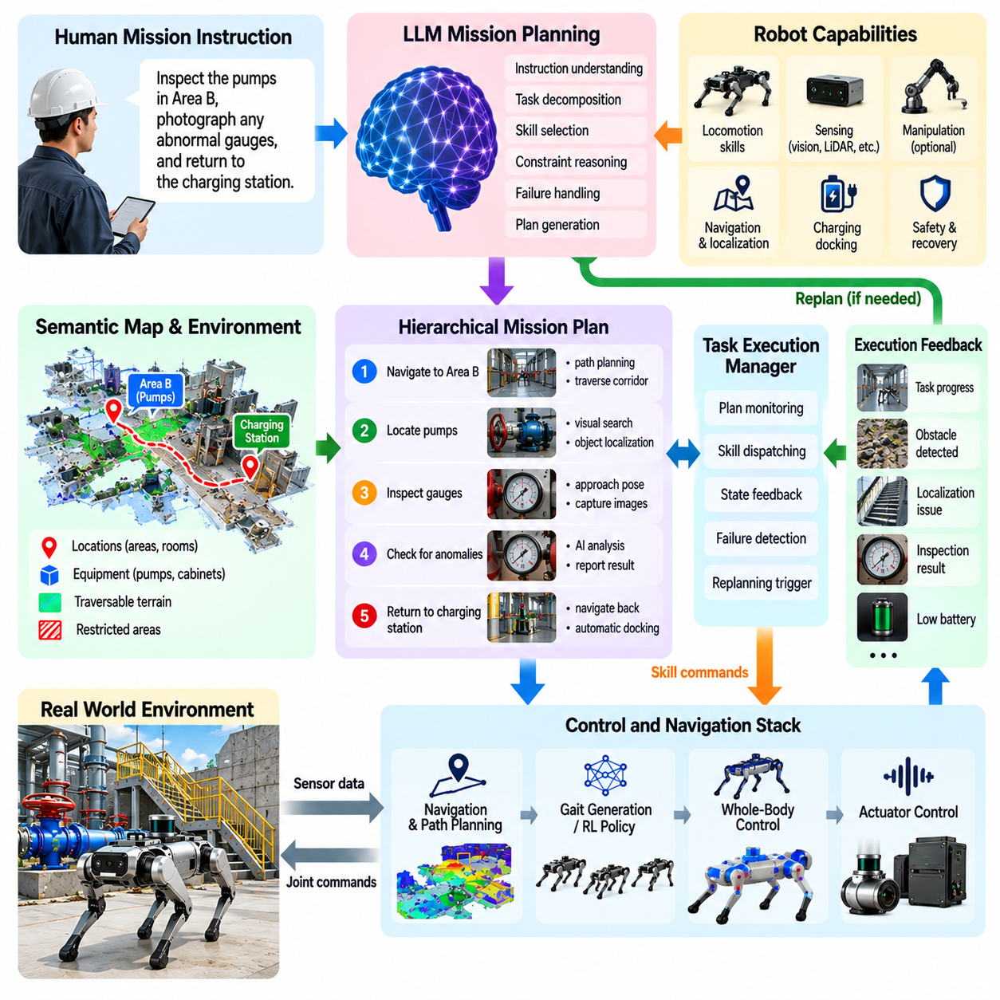 Human Mission Instruction
Inspect the pumps
in Area B,
photograph any
abnormal gauges,
and return to
the charging station.
LLM Mission Planning
Instruction understanding
Task decomposition
Skill selection
Constraint reasoning
Failure handling
Plan generation
Robot Capabilities
Locomotion
skills
Sensing
(vision, LiDAR, etc.)
Manipulation
(optional)
Navigation
& localization
Charging
docking
Safety &
recovery
Replan (if needed)
Semantic Map & Environment
Area B
(Pumps)
Charging
Station
Locations (areas, rooms)
Equipment (pumps, cabinets)
Traversable terrain
Restricted areas
Hierarchical Mission Plan
1
Navigate to Area B
• path planning
• traverse corridor
2
Locate pumps
• visual search
• object localization
3
Inspect gauges
• approach pose
• capture images
4
Check for anomalies
• AI analysis
• report result
5
Return to charging
station
• navigate back
• automatic docking
Task Execution
Manager
Plan monitoring
Skill dispatching
State feedback
Failure detection
Replanning trigger
Execution Feedback
Task progress
Obstacle
detected
Localization
issue
Inspection
result
Low battery
• • •
Skill commands
Real World Environment
Sensor data
Joint commands
Control and Navigation Stack
Navigation
& Path Planning
Gait Generation
/ RL Policy
Whole-Body
Control
Actuator Control